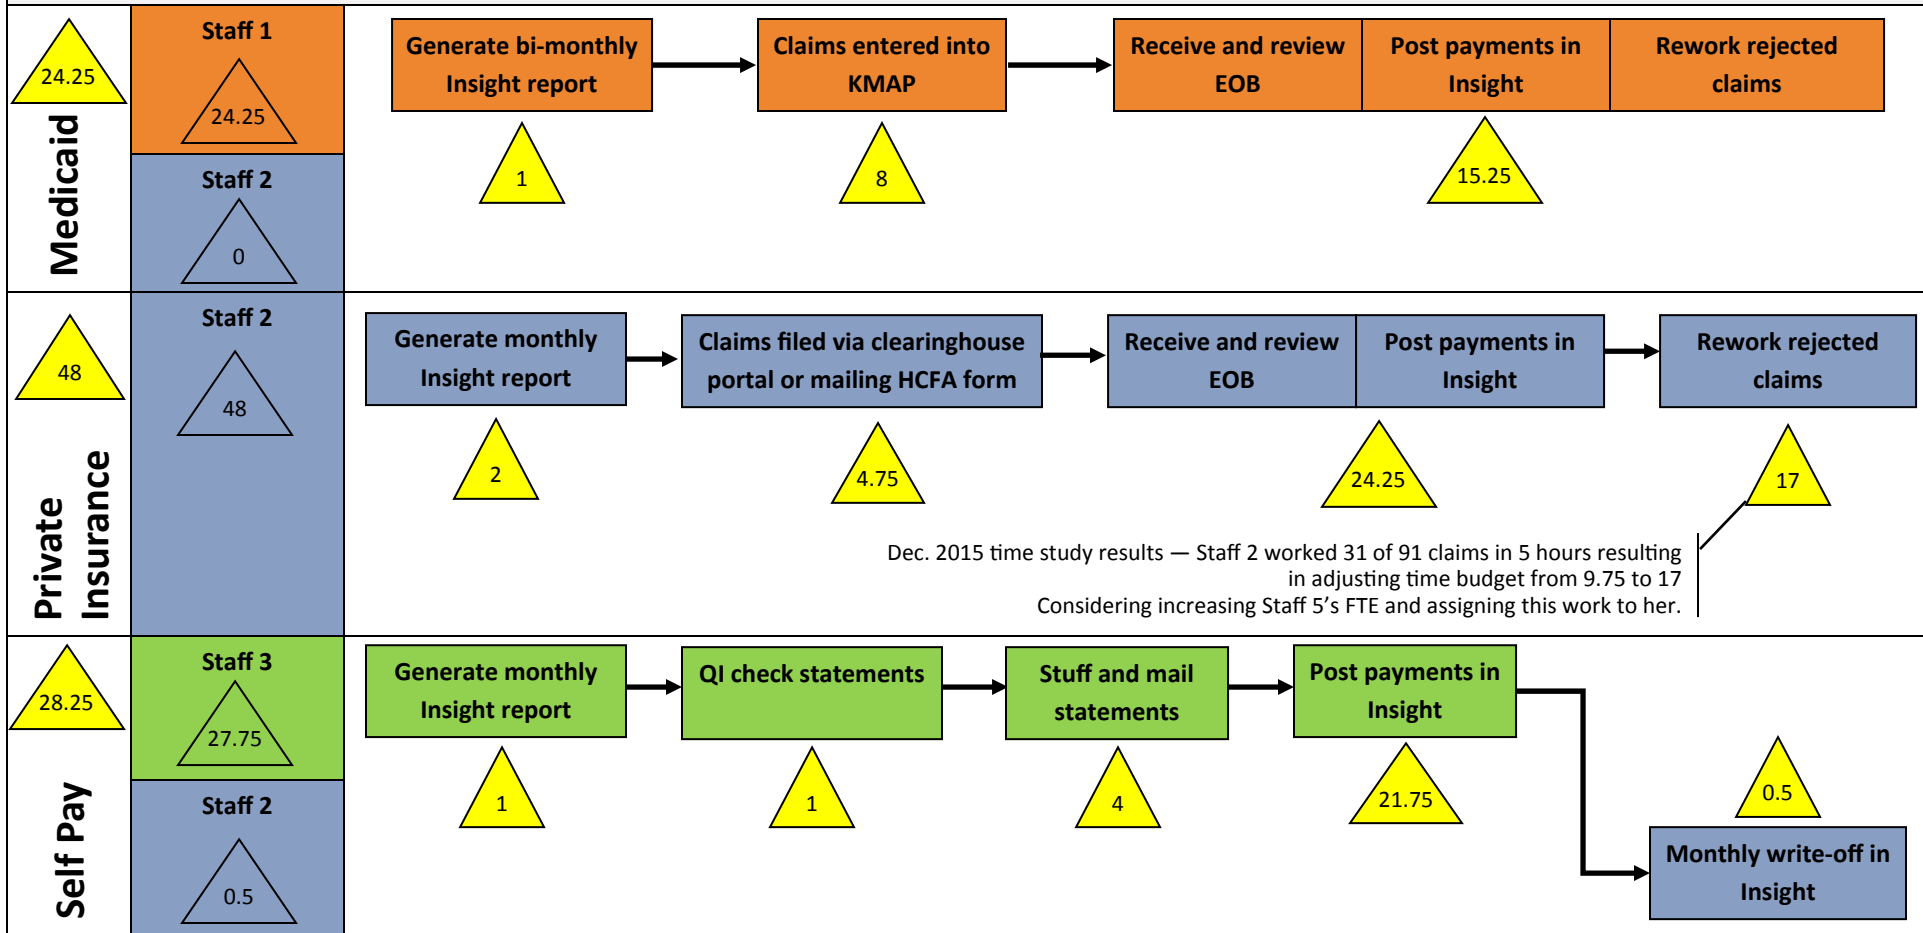 Medicaid
24.25
Staff 1
24.25
Staff 2
0
Generate bi-monthly
Insight report
1
Claims entered into
KMAP
8
Receive and review
EOB
Post payments in
Insight
Rework rejected
claims
15.25
Private
Insurance
48
Staff 2
48
Generate monthly
Insight report
2
Claims filed via clearinghouse
portal or mailing HCFA form
4.75
Receive and review
EOB
Post payments in
Insight
24.25
Rework rejected
claims
17
Dec. 2015 time study results — Staff 2 worked 31 of 91 claims in 5 hours resulting
in adjusting time budget from 9.75 to 17
Considering increasing Staff 5's FTE and assigning this work to her.
Self Pay
28.25
Staff 3
27.75
Staff 2
0.5
Generate monthly
Insight report
1
QI check statements
1
Stuff and mail
statements
4
Post payments in
Insight
21.75
0.5
Monthly write-off in
Insight